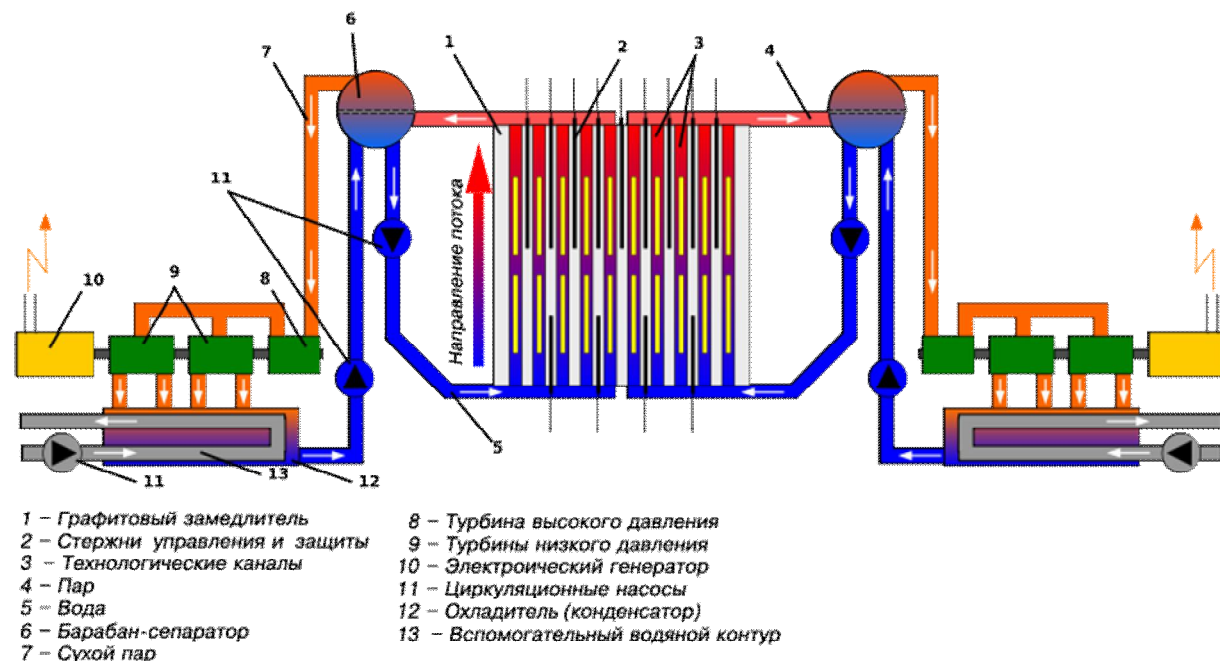 6
7
1
2
3
4
11
Направление потока
10
9
8
5
11
13
12
1 – Графитовый замедлитель
2 – Стержни управления и защиты
3 – Технологические каналы
4 – Пар
5 – Вода
6 – Барабан-сепаратор
7 – Сухой пар
8 – Турбина высокого давления
9 – Турбины низкого давления
10 – Электроический генератор
11 – Циркуляционные насосы
12 – Охладитель (конденсатор)
13 – Вспомогательный водяной контур